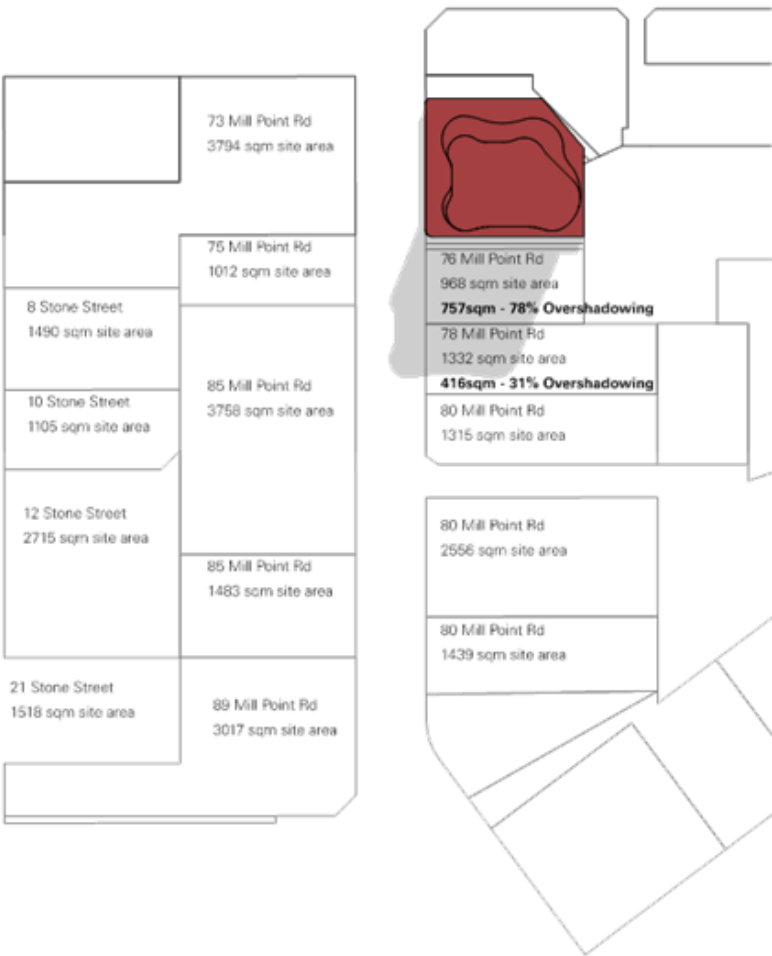 73 Mill Point Rd
3794 sqm site area
75 Mill Point Rd
1012 sqm site area
8 Stone Street
1490 sqm site area
85 Mill Point Rd
3758 sqm site area
10 Stone Street
1105 sqm site area
12 Stone Street
2715 sqm site area
85 Mill Point Rd
1483 sqm site area
21 Stone Street
1518 sqm site area
89 Mill Point Rd
3017 sqm site area
76 Mill Point Rd
968 sqm site area
757sqm - 78% Overshadowing
78 Mill Point Rd
1332 sqm site area
416sqm - 31% Overshadowing
80 Mill Point Rd
1315 sqm site area
80 Mill Point Rd
2556 sqm site area
80 Mill Point Rd
1439 sqm site area